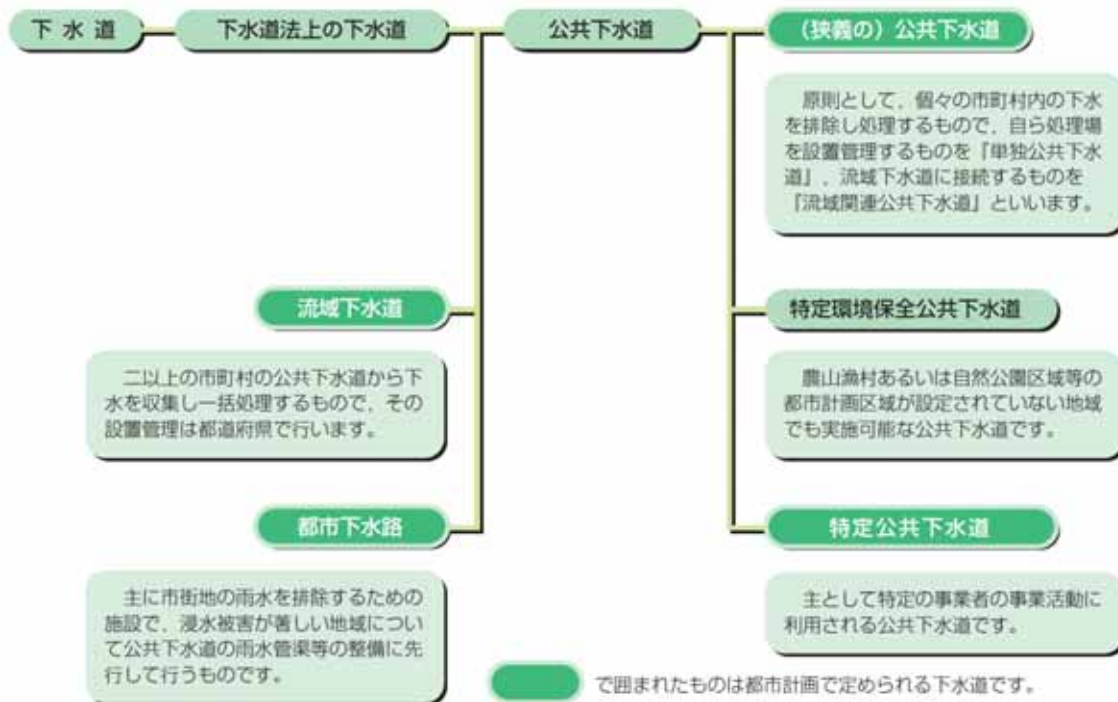 下水道
下水道法上の下水道
公共下水道
(狭義の)公共下水道
原則として、個々の市町村内の下水
を排除し処理するもので、自ら処理場
を設置管理するものを『単独公共下水
道』、流域下水道に接続するものを
『流域関連公共下水道』といいます。
流域下水道
二以上の市町村の公共下水道から下
水を収集し一括処理するもので、その
設置管理は都道府県で行います。
特定環境保全公共下水道
農山漁村あるいは自然公園区域等の
都市計画区域が設定されていない地域
でも実施可能な公共下水道です。
都市下水路
主に市街地の雨水を排除するための
施設で、浸水被害が著しい地域につい
て公共下水道の雨水管渠等の整備に先
行して行うものです。
特定公共下水道
主として特定の事業者の事業活動に
利用される公共下水道です。
で囲まれたものは都市計画で定められる下水道です。